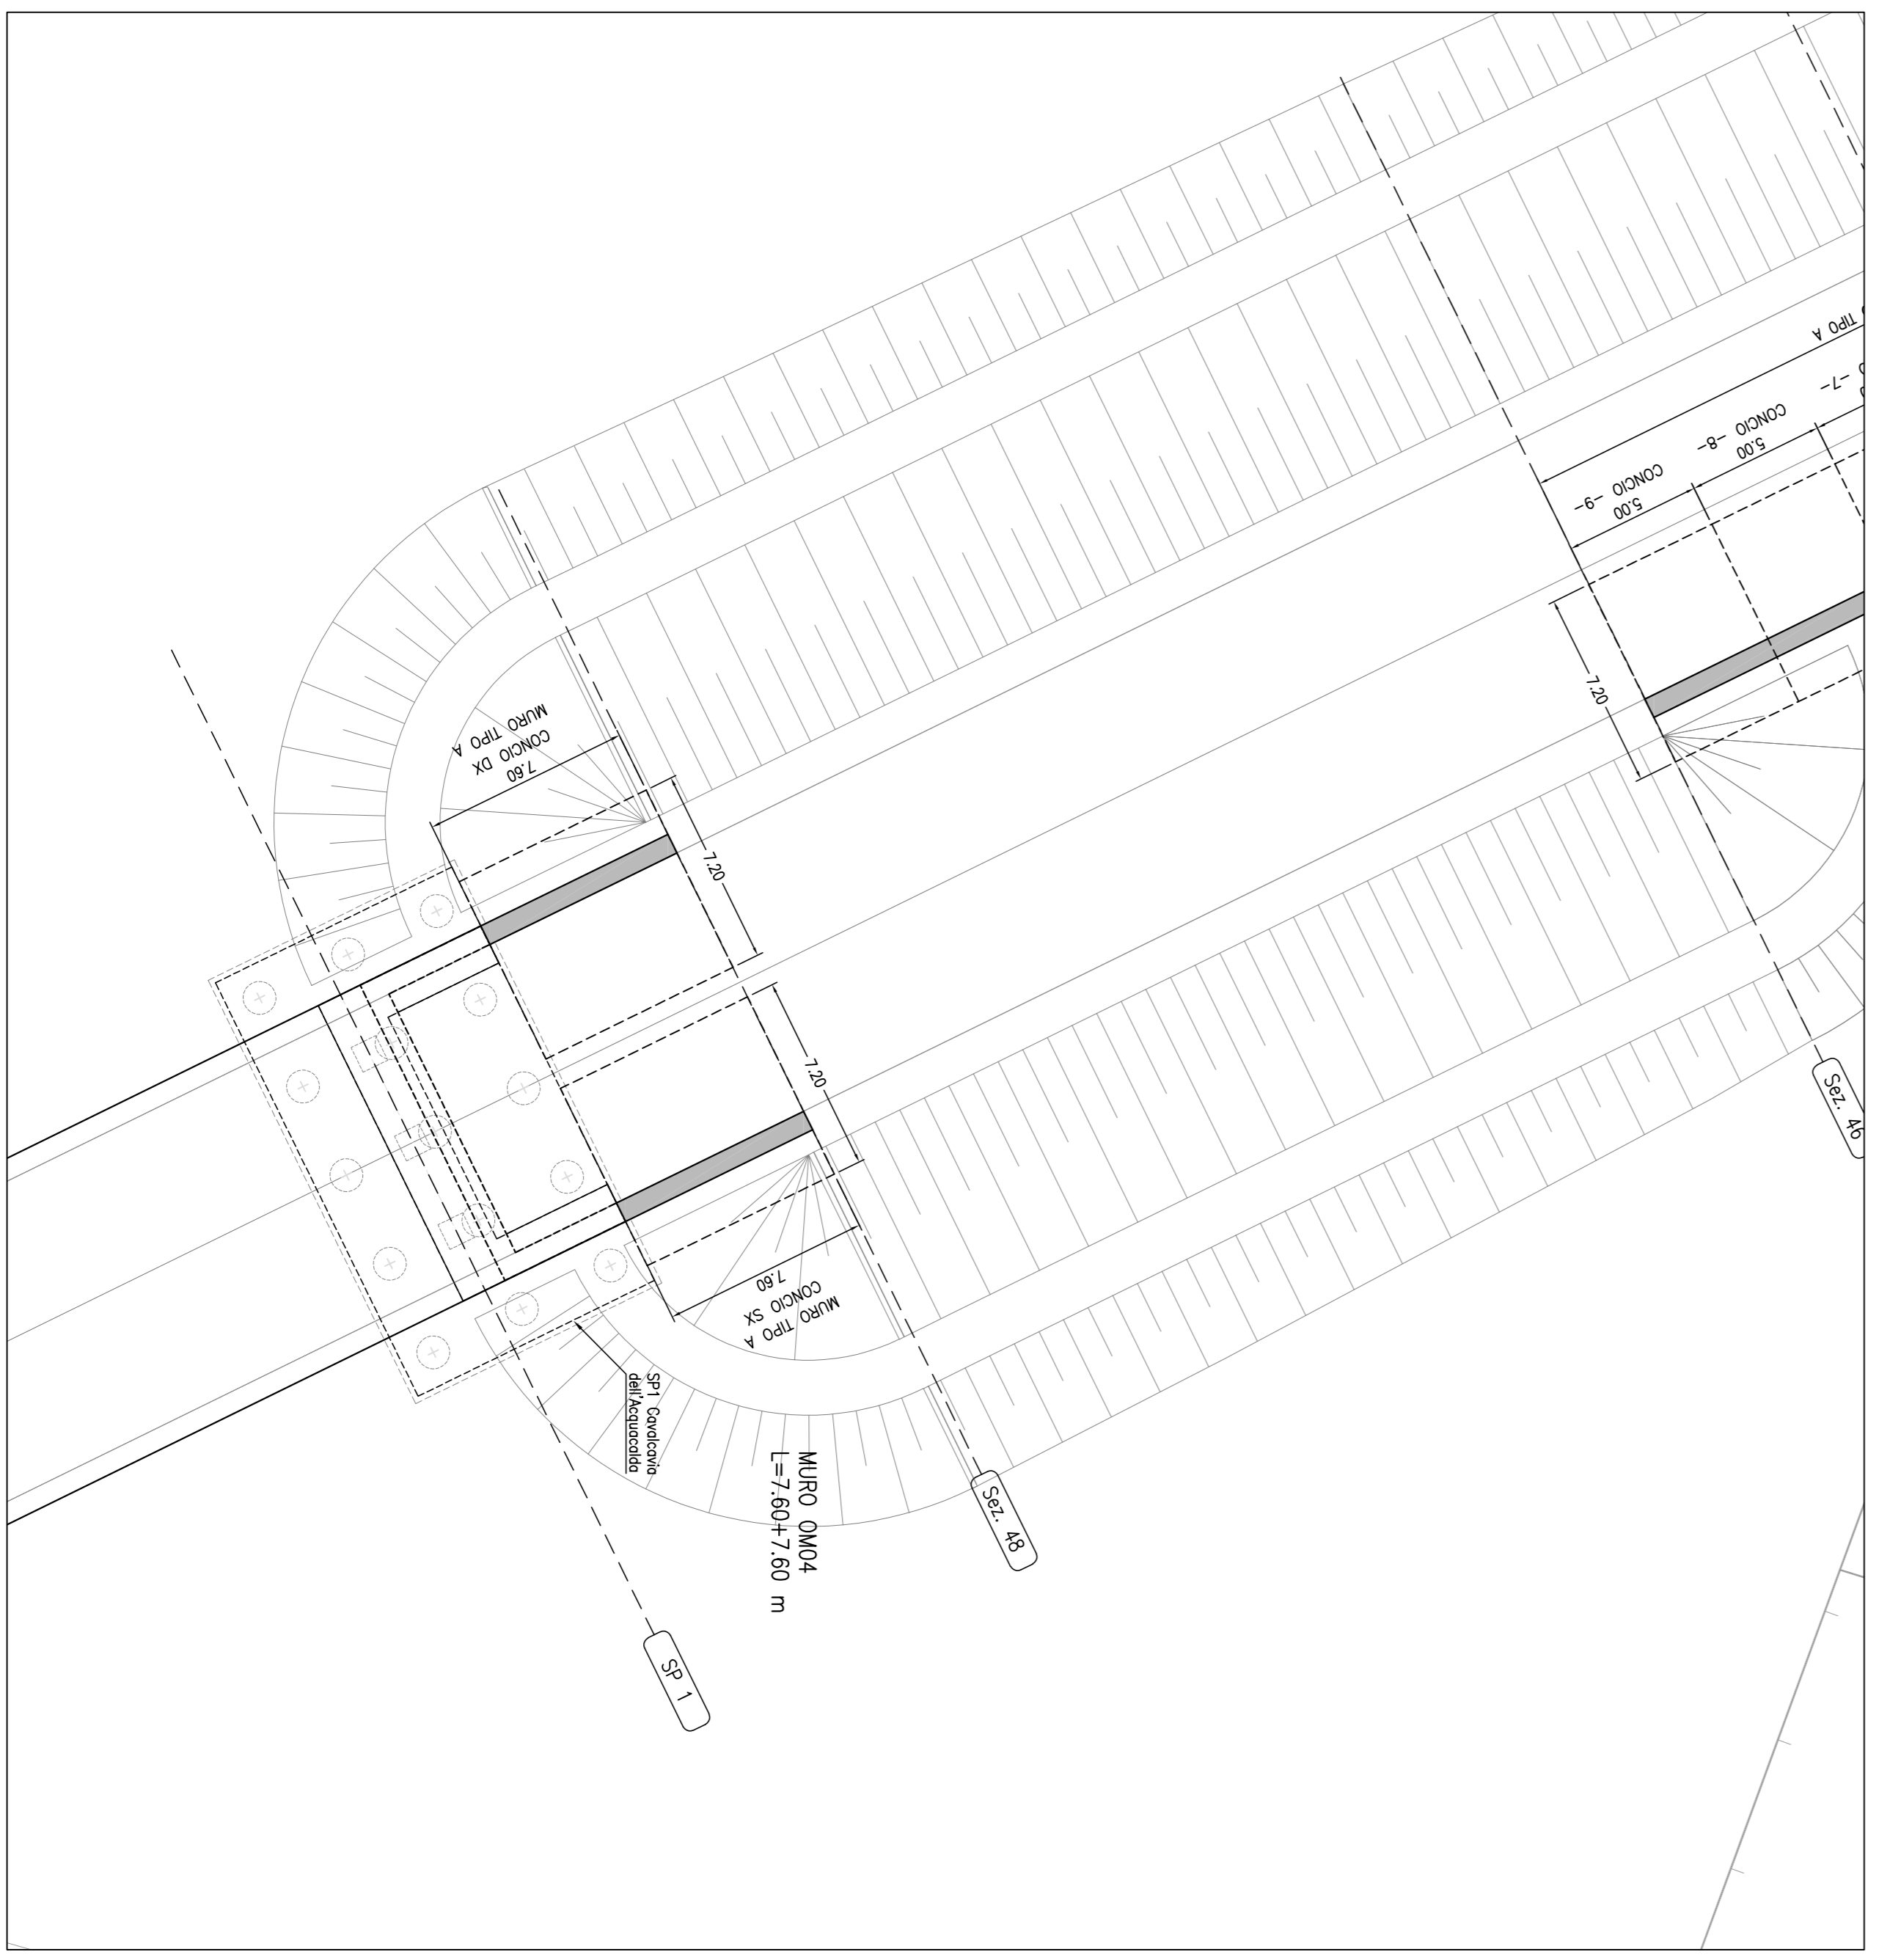 TIPO A
-7-
CONCIO -8-
5.00
CONCIO -9-
5.00
7.20
MURO TIPO A
CONCIO DX
7.60
7.20
7.20
7.60
CONCIO SX
MURO TIPO A
Sez. 46
SP1 Cavalcavia
dell'Acquacalda
MURO OM04
L=7.60+7.60 m
Sez. 48
SP 1